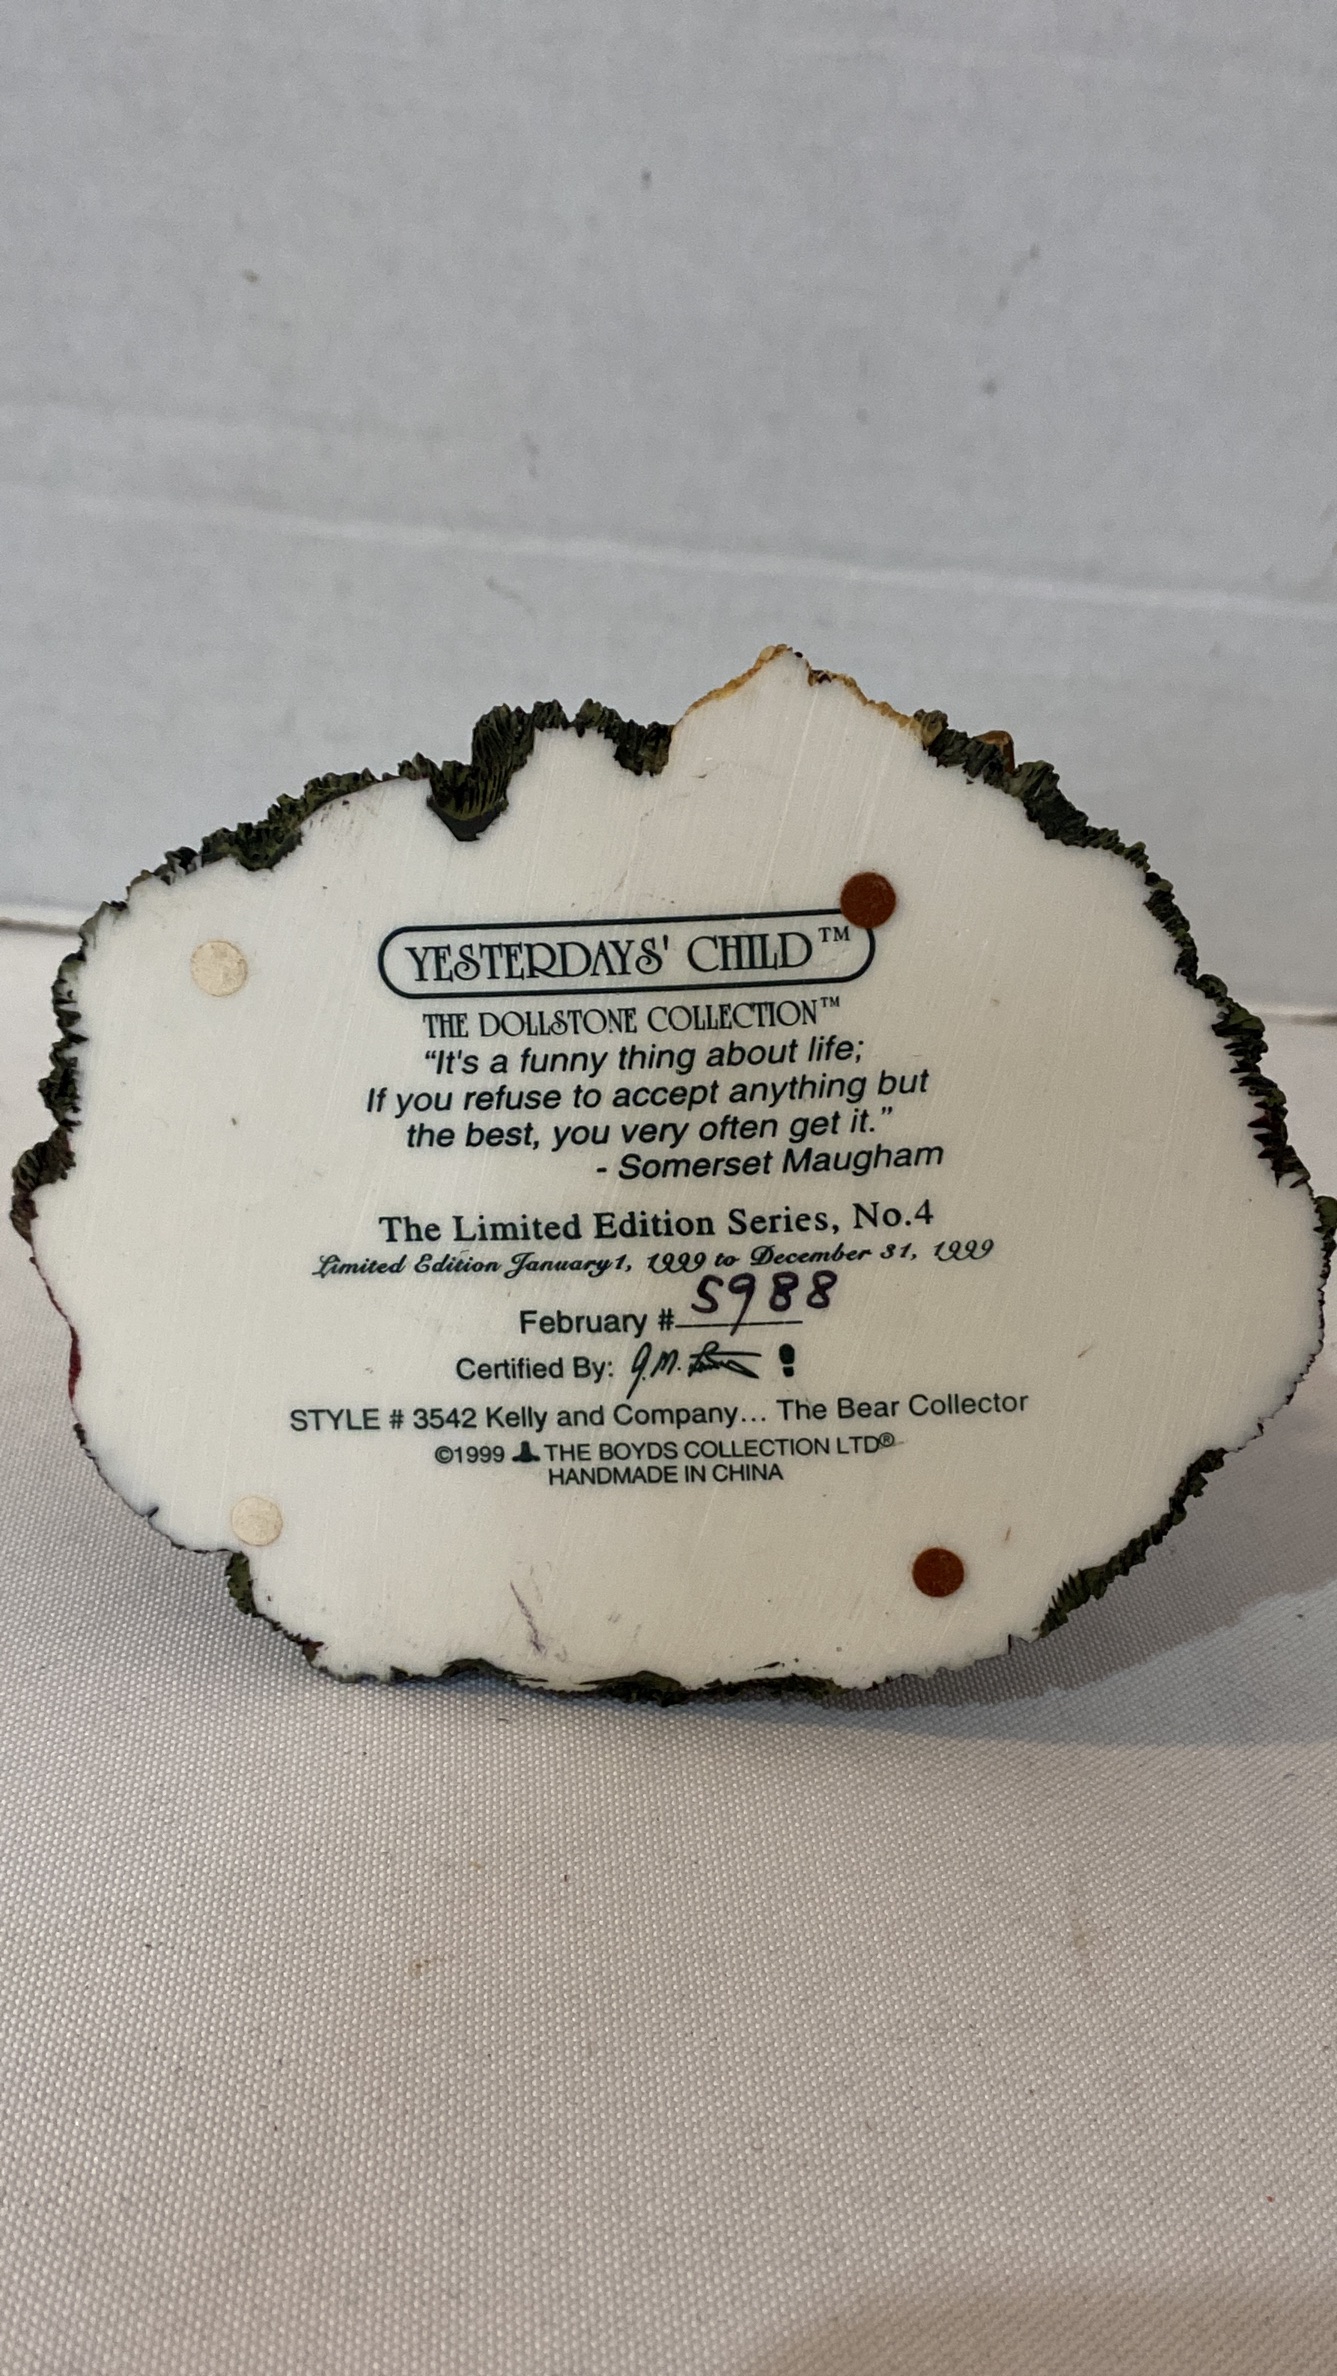 YESTERDAYS' CHILD™
THE DOLLSTONE COLLECTION™
“It's a funny thing about life;
If you refuse to accept anything but
the best, you very often get it.”
- Somerset Maugham
The Limited Edition Series, No.4
Limited Edition January1, 1999 to December 31, 1999
February # 5988
Certified By: G.M.
STYLE # 3542 Kelly and Company... The Bear Collector
©1999 THE BOYDS COLLECTION LTD®
HANDMADE IN CHINA